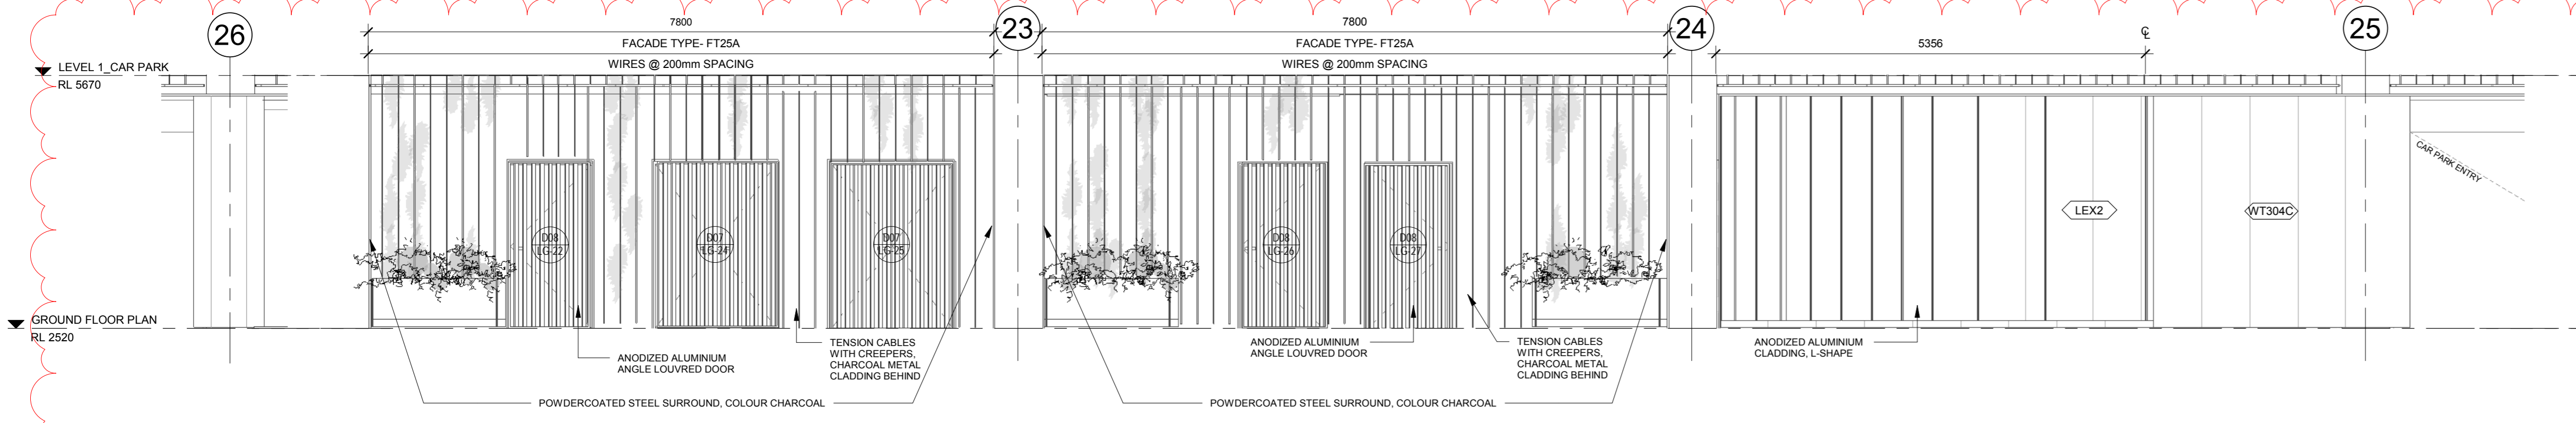 26
7800
23
7800
24
5356
℄
25
FACADE TYPE- FT25A
FACADE TYPE- FT25A
WIRES @ 200mm SPACING
WIRES @ 200mm SPACING
LEVEL 1_CAR PARK
RL 5670
CAR PARK ENTRY
LEX2
WT304C
D08
LG-22
D07
LG-24
D07
LG-25
D08
LG-26
D08
LG-27
GROUND FLOOR PLAN
RL 2520
ANODIZED ALUMINIUM
ANGLE LOUVRED DOOR
TENSION CABLES
WITH CREEPERS,
CHARCOAL METAL
CLADDING BEHIND
ANODIZED ALUMINIUM
ANGLE LOUVRED DOOR
TENSION CABLES
WITH CREEPERS,
CHARCOAL METAL
CLADDING BEHIND
ANODIZED ALUMINIUM
CLADDING, L-SHAPE
POWDERCOATED STEEL SURROUND, COLOUR CHARCOAL
POWDERCOATED STEEL SURROUND, COLOUR CHARCOAL